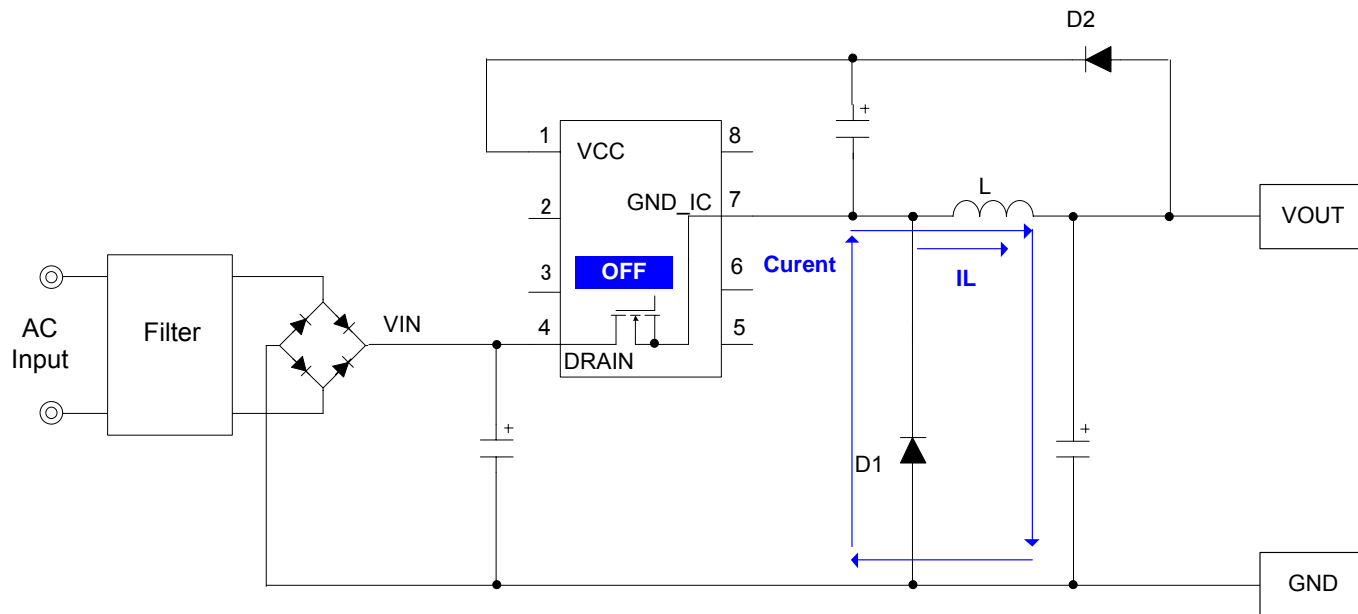 D2
+
1
VCC
8
2
GND_IC
7
L
VOUT
3
OFF
6
Curent
IL
AC
Input
Filter
VIN
4
5
DRAIN
+
D1
+
GND